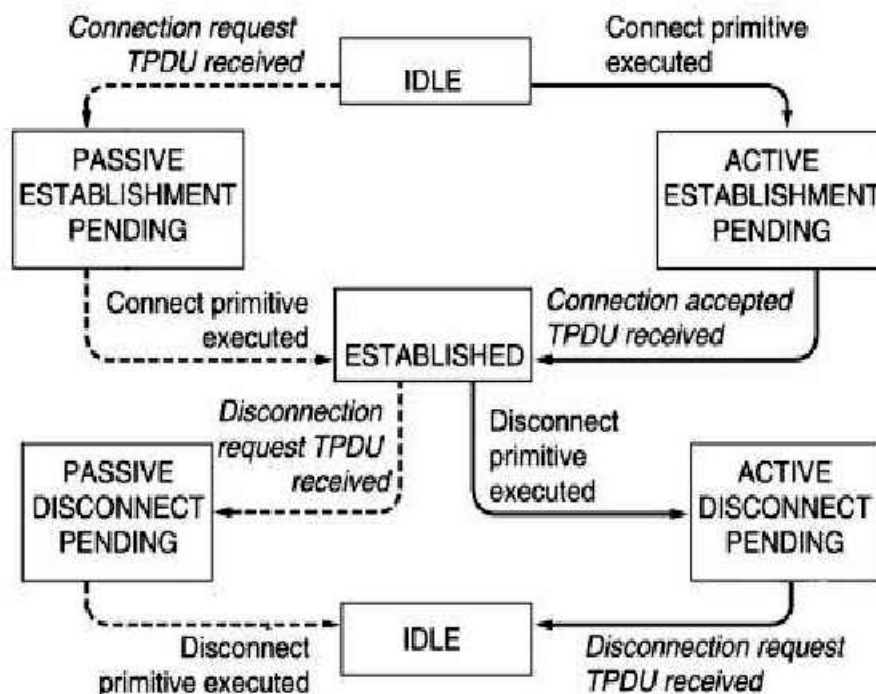 Connection request
TPDU received
IDLE
Connect primitive
executed
PASSIVE
ESTABLISHMENT
PENDING
ACTIVE
ESTABLISHMENT
PENDING
Connect primitive
executed
ESTABLISHED
Connection accepted
TPDU received
Disconnection
request TPDU
received
Disconnect
primitive
executed
PASSIVE
DISCONNECT
PENDING
ACTIVE
DISCONNECT
PENDING
Disconnect
primitive executed
IDLE
Disconnection request
TPDU received